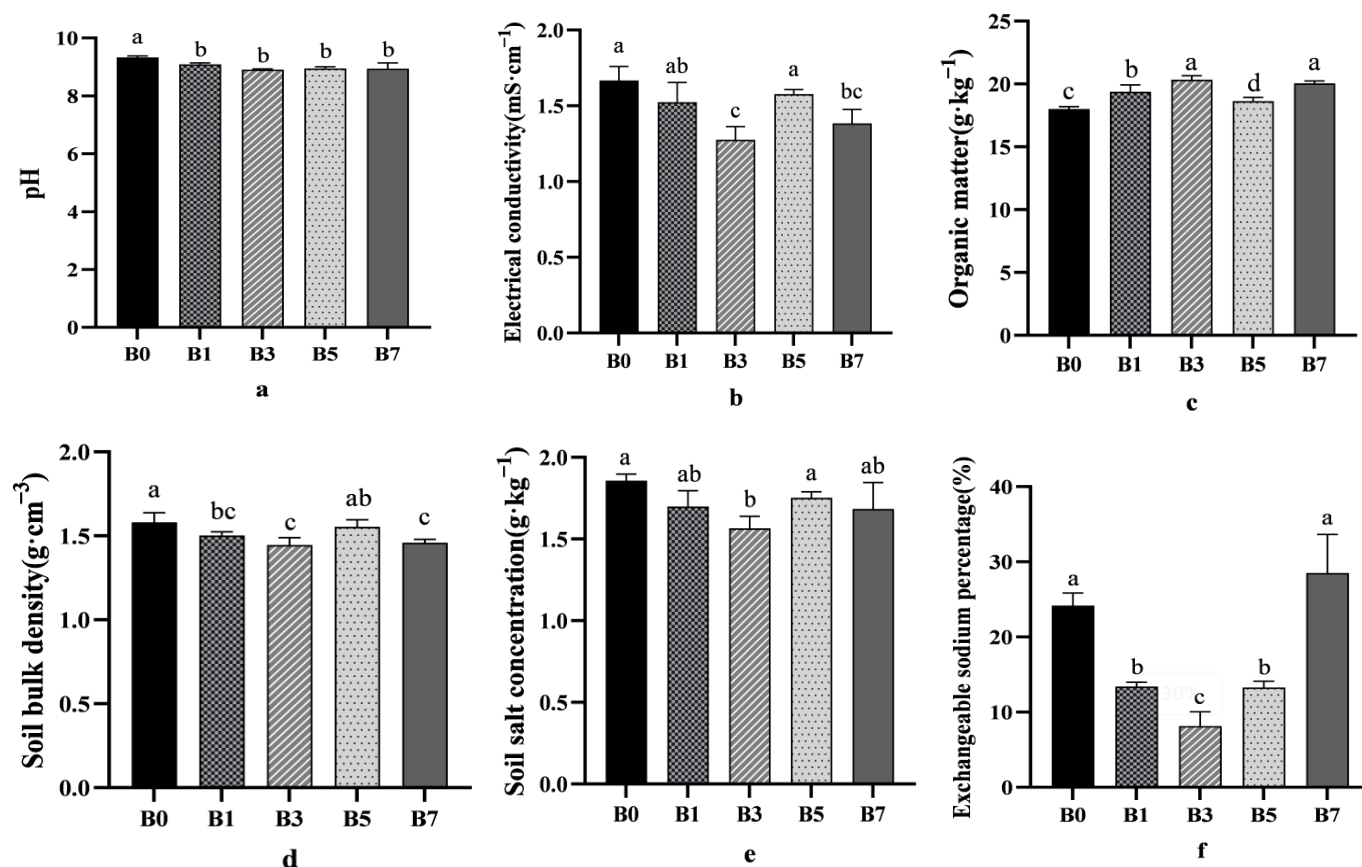 pH
10
8
6
4
2
0
a b b b b
B0 B1 B3 B5 B7
a
Electrical conductivity(mS·cm⁻¹)
2.0
1.5
1.0
0.5
0.0
a ab c a bc
B0 B1 B3 B5 B7
b
Organic matter(g·kg⁻¹)
25
20
15
10
5
0
c b a d a
B0 B1 B3 B5 B7
c
Soil bulk density(g·cm⁻³)
2.0
1.5
1.0
0.5
0.0
a bc c ab c
B0 B1 B3 B5 B7
d
Soil salt concentration(g·kg⁻¹)
2.0
1.5
1.0
0.5
0.0
a ab b a ab
B0 B1 B3 B5 B7
e
Exchangeable sodium percentage(%)
40
30
20
10
0
a b c b a
30%
B0 B1 B3 B5 B7
f